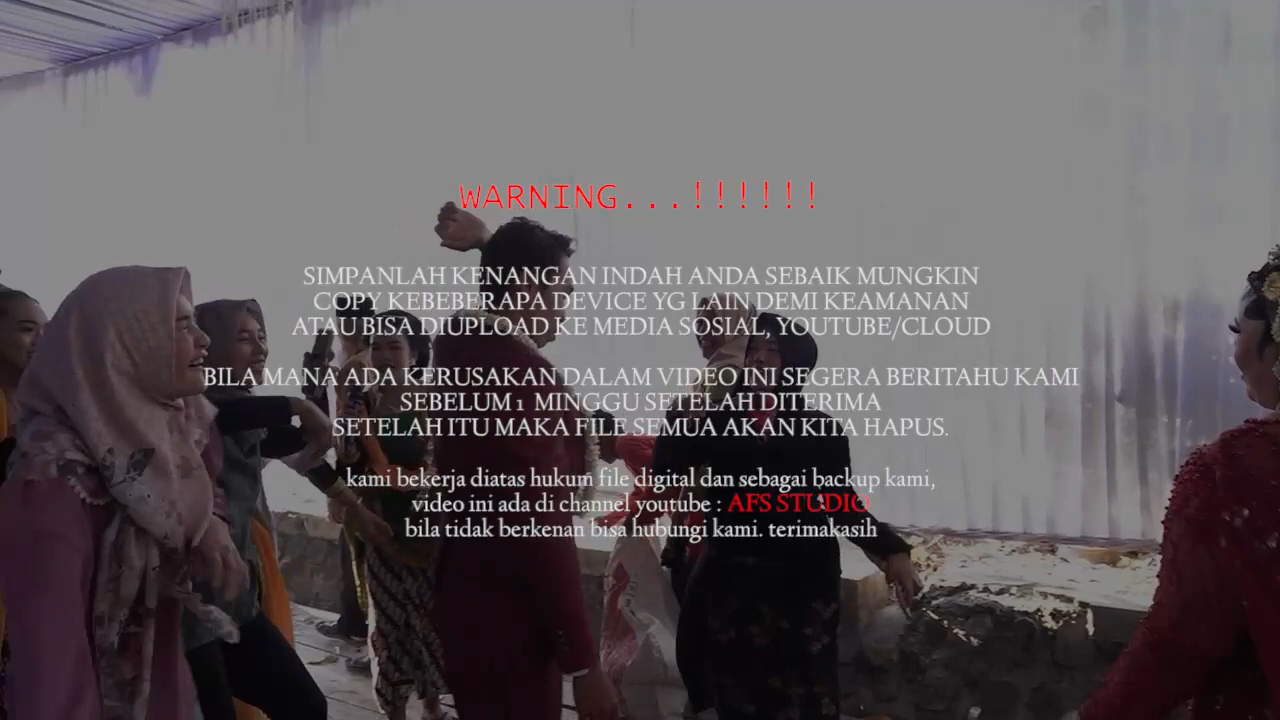 WARNING...!!!!!!
SIMPANLAH KENANGAN INDAH ANDA SEBAIK MUNGKIN
COPY KEBEBERAPA DEVICE YG LAIN DEMI KEAMANAN
ATAU BISA DIUPLOAD KE MEDIA SOSIAL, YOUTUBE/CLOUD
BILA MANA ADA KERUSAKAN DALAM VIDEO INI SEGERA BERITAHU KAMI
SEBELUM 1 MINGGU SETELAH DITERIMA
SETELAH ITU MAKA FILE SEMUA AKAN KITA HAPUS.
kami bekerja diatas hukum file digital dan sebagai backup kami,
video ini ada di channel youtube : AFS STUDIO
bila tidak berkenan bisa hubungi kami. terimakasih